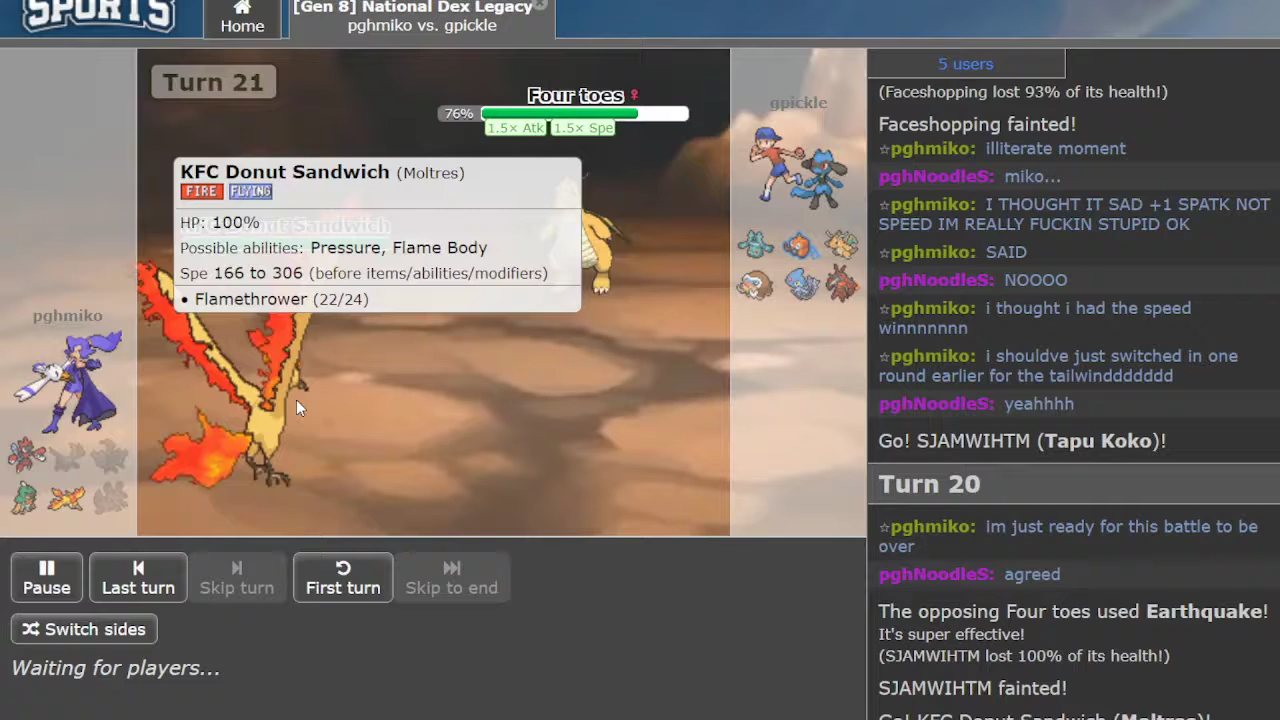 SPORTS
Home
[Gen 8] National Dex Legacy
pghmiko vs. gpickle
Turn 21
Four toes ♀
76%
1.5× Atk 1.5× Spe
KFC Donut Sandwich (Moltres)
FIRE FLYING
HP: 100%
Possible abilities: Pressure, Flame Body
Spe 166 to 306 (before items/abilities/modifiers)
• Flamethrower (22/24)
pghmiko
gpickle
5 users
(Faceshopping lost 93% of its health!)
Faceshopping fainted!
☆pghmiko: illiterate moment
pghNoodleS: miko...
☆pghmiko: I THOUGHT IT SAD +1 SPATK NOT
SPEED IM REALLY FUCKIN STUPID OK
☆pghmiko: SAID
pghNoodleS: NOOOO
☆pghmiko: i thought i had the speed
winnnnnn
☆pghmiko: i shouldve just switched in one
round earlier for the tailwinddddddd
pghNoodleS: yeahhhh
Go! SJAMWIHTM (Tapu Koko)!
Turn 20
☆pghmiko: im just ready for this battle to be
over
pghNoodleS: agreed
The opposing Four toes used Earthquake!
It's super effective!
(SJAMWIHTM lost 100% of its health!)
SJAMWIHTM fainted!
Go! KFC Donut Sandwich (Moltres)!
Pause
Last turn
Skip turn
First turn
Skip to end
Switch sides
Waiting for players...